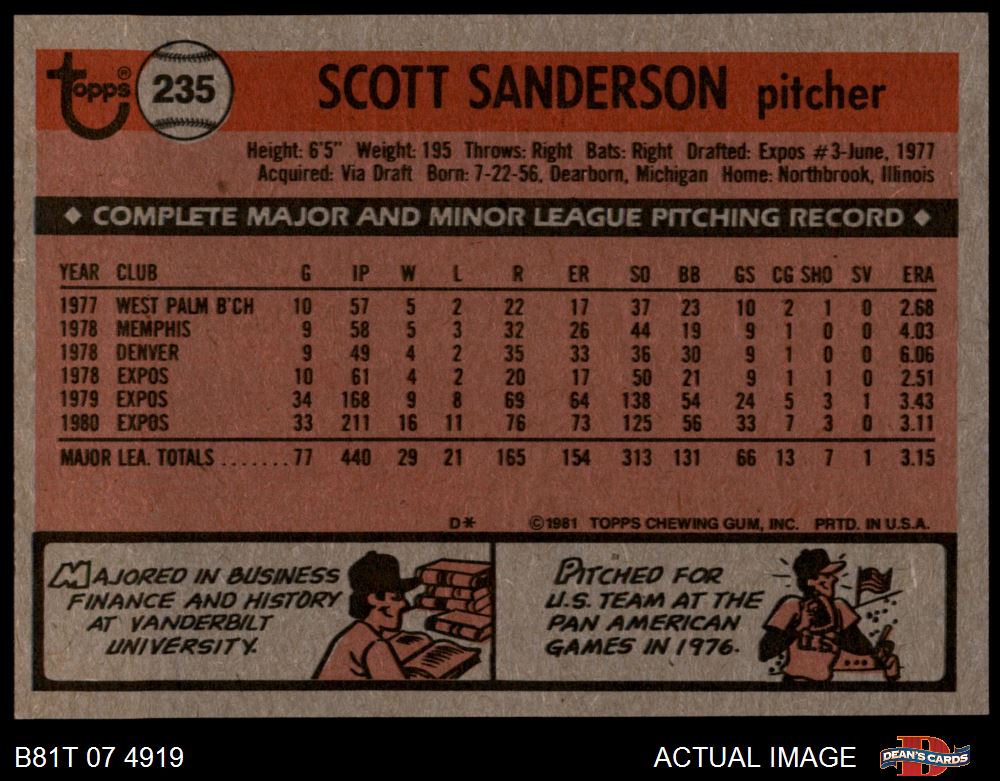 Topps® 235 SCOTT SANDERSON pitcher
Height: 6'5" Weight: 195 Throws: Right Bats: Right Drafted: Expos #3-June, 1977
Acquired: Via Draft Born: 7-22-56, Dearborn, Michigan Home: Northbrook, Illinois
◆ COMPLETE MAJOR AND MINOR LEAGUE PITCHING RECORD ◆
YEAR CLUB G IP W L R ER SO BB GS CG SHO SV ERA
1977 WEST PALM B'CH 10 57 5 2 22 17 37 23 10 2 1 0 2.68
1978 MEMPHIS 9 58 5 3 32 26 44 19 9 1 0 0 4.03
1978 DENVER 9 49 4 2 35 33 36 30 9 1 0 0 6.06
1978 EXPOS 10 61 4 2 20 17 50 21 9 1 1 0 2.51
1979 EXPOS 34 168 9 8 69 64 138 54 24 5 3 1 3.43
1980 EXPOS 33 211 16 11 76 73 125 56 33 7 3 0 3.11
MAJOR LEA. TOTALS .......77 440 29 21 165 154 313 131 66 13 7 1 3.15
D* ©1981 TOPPS CHEWING GUM, INC. PRTD. IN U.S.A.
MAJORED IN BUSINESS
FINANCE AND HISTORY
AT VANDERBILT
UNIVERSITY.
PITCHED FOR
U.S. TEAM AT THE
PAN AMERICAN
GAMES IN 1976.
U.S.
B81T 07 4919 ACTUAL IMAGE DEAN'S CARDS